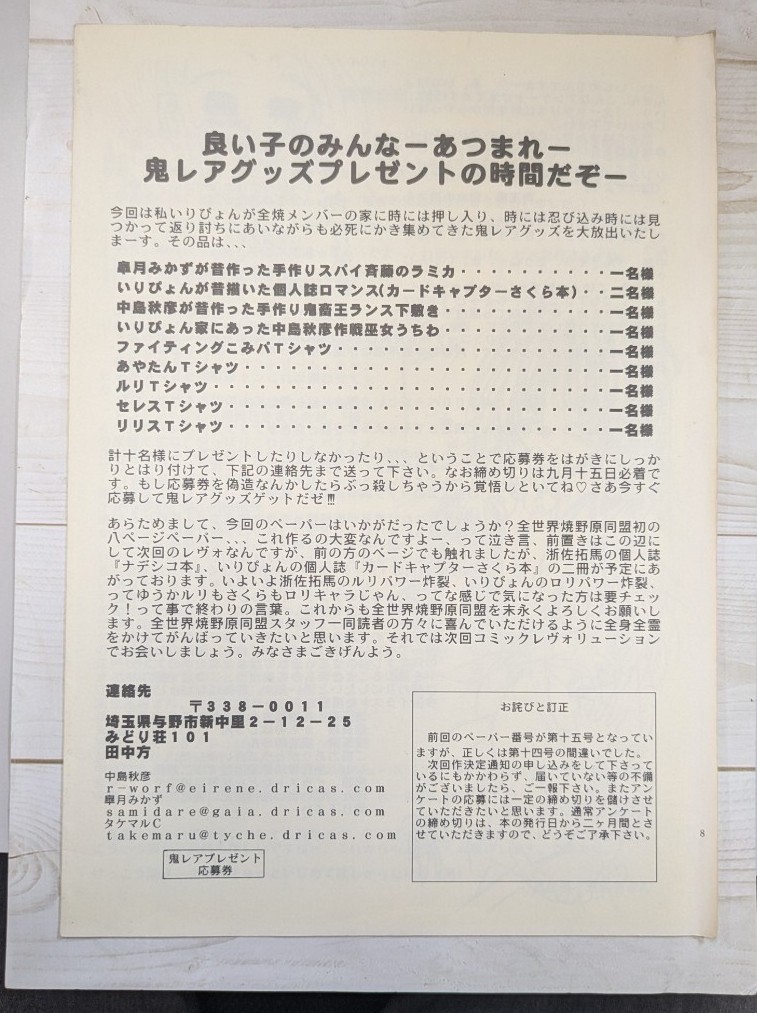 良い子のみんなーあつまれー
鬼レアグッズプレゼントの時間だぞー
今回は私いりぴょんが全焼メンバーの家に時には押し入り、時には忍び込み時には見
つかって返り討ちにあいながらも必死にかき集めてきた鬼レアグッズを大放出いたし
まーす。その品は、、、
皐月みかずが昔作った手作りスパイ斉藤のラミカ・・・・・・・・・・一名様
いりぴょんが昔描いた個人誌ロマンス(カードキャプターさくら本)・・二名様
中島秋彦が昔作った手作り鬼畜王ランス下敷き・・・・・・・・・・・一名様
いりぴょん家にあった中島秋彦作戦巫女うちわ・・・・・・・・・・・一名様
ファイティングこみパTシャツ・・・・・・・・・・・・・・・・・・一名様
あやたんTシャツ・・・・・・・・・・・・・・・・・・・・・・・・一名様
ルリTシャツ・・・・・・・・・・・・・・・・・・・・・・・・・・一名様
セレスTシャツ・・・・・・・・・・・・・・・・・・・・・・・・・一名様
リリスTシャツ・・・・・・・・・・・・・・・・・・・・・・・・・一名様
計十名様にプレゼントしたりしなかったり、、、ということで応募券をはがきにしっか
りとはり付けて、下記の連絡先まで送って下さい。なお締め切りは九月十五日必着で
す。もし応募券を偽造なんかしたらぶっ殺しちゃうから覚悟しといてね♡さあ今すぐ
応募して鬼レアグッズゲットだゼ!!!
あらためまして、今回のペーパーはいかがだったでしょうか?全世界焼野原同盟初の
八ページペーパー、、、これ作るの大変なんですよー、って泣き言、前置きはこの辺に
して次回のレヴォなんですが、前の方のページでも触れましたが、浙佐拓馬の個人誌
『ナデシコ本』、いりぴょんの個人誌『カードキャプターさくら本』の二冊が予定にあ
がっております。いよいよ浙佐拓馬のルリパワー炸裂、いりぴょんのロリパワー炸裂、
ってゆうかルリもさくらもロリキャラじゃん、ってな感じで気になった方は要チェッ
ク!って事で終わりの言葉。これからも全世界焼野原同盟を末永くよろしくお願いし
ます。全世界焼野原同盟スタッフ一同読者の方々に喜んでいただけるように全身全霊
をかけてがんばっていきたいと思います。それでは次回コミックレヴォリューション
でお会いしましょう。みなさまごきげんよう。
連絡先
〒338-0011
埼玉県与野市新中里2-12-25
みどり荘101
田中方
中島秋彦
r-worf@eirene.dricas.com
皐月みかず
samidare@gaia.dricas.com
タケマルC
takemaru@tyche.dricas.com
鬼レアプレゼント
応募券
お詫びと訂正
前回のペーパー番号が第十五号となってい
ますが、正しくは第十四号の間違いでした。
次回作決定通知の申し込みをして下さって
いるにもかかわらず、届いていない等の不備
がございましたら、ご一報下さい。またアン
ケートの応募には一定の締め切りを儲けさせ
ていただきたいと思います。通常アンケート
の締め切りは、本の発行日から二ヶ月間とさ
せていただきますので、どうぞご了承下さい。
8